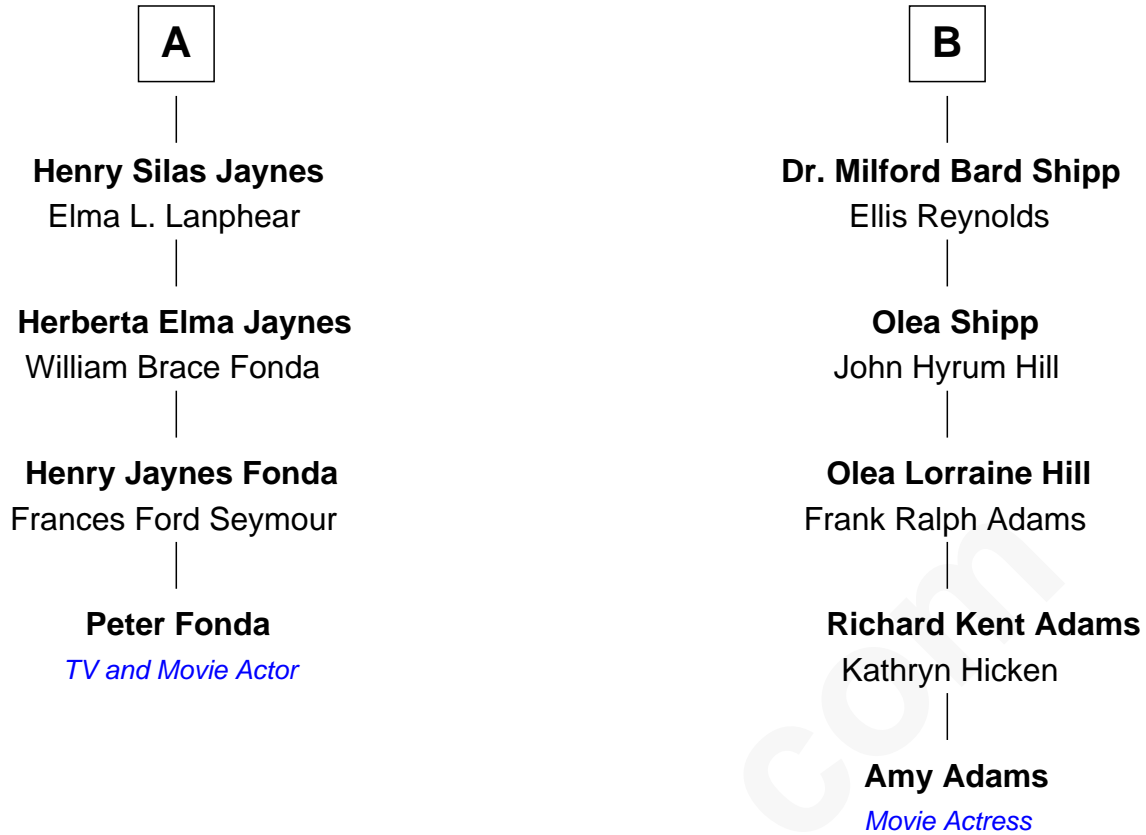 A
Henry Silas Jaynes
Elma L. Lanphear
Herberta Elma Jaynes
William Brace Fonda
Henry Jaynes Fonda
Frances Ford Seymour
Peter Fonda
TV and Movie Actor
B
Dr. Milford Bard Shipp
Ellis Reynolds
Olea Shipp
John Hyrum Hill
Olea Lorraine Hill
Frank Ralph Adams
Richard Kent Adams
Kathryn Hicken
Amy Adams
Movie Actress
com